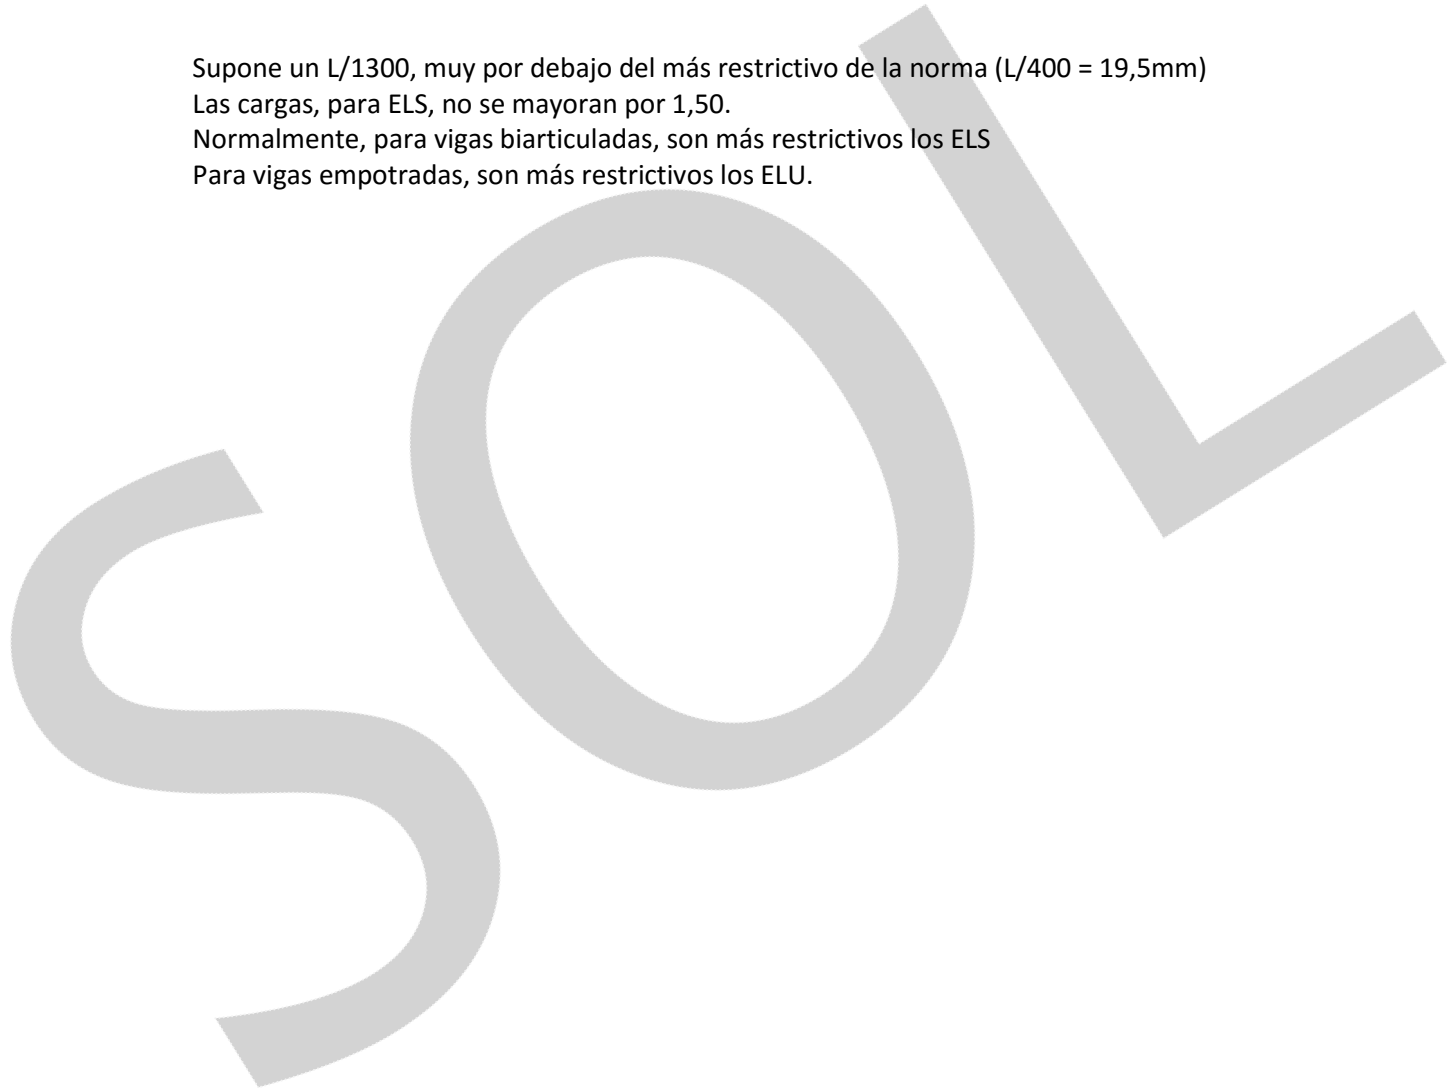 Supone un L/1300, muy por debajo del más restrictivo de la norma (L/400 = 19,5mm)
Las cargas, para ELS, no se mayoran por 1,50.
Normalmente, para vigas biarticuladas, son más restrictivos los ELS
Para vigas empotradas, son más restrictivos los ELU.
SOL